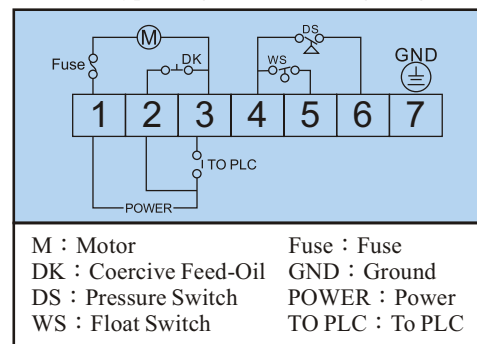 M
DS
Fuse
DK
WS
GND
1 2 3 4 5 6 7
TO PLC
POWER
M：Motor Fuse：Fuse
DK：Coercive Feed-Oil GND：Ground
DS：Pressure Switch POWER：Power
WS：Float Switch TO PLC：To PLC